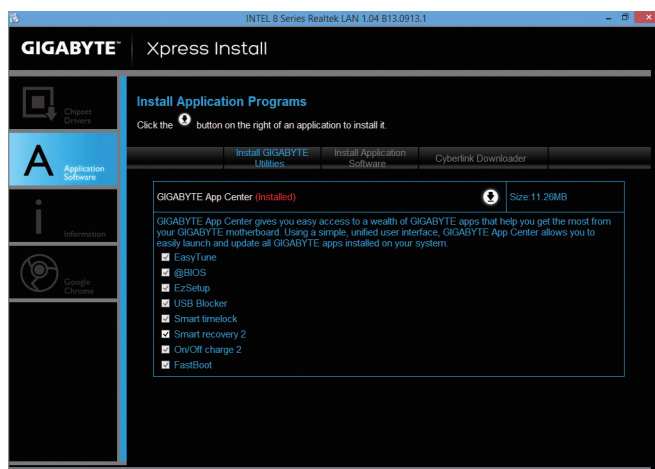 INTEL 8 Series Realtek LAN 1.04 B13.0913.1
GIGABYTE™
Xpress Install
Chipset
Drivers
Application
Software
Information
Google
Chrome
Install Application Programs
Click the button on the right of an application to install it.
Install GIGABYTE
Utilities
Install Application
Software
Cyberlink Downloader
GIGABYTE App Center (Installed)
Size:11.26MB
GIGABYTE App Center gives you easy access to a wealth of GIGABYTE apps that help you get the most from
your GIGABYTE motherboard. Using a simple, unified user interface, GIGABYTE App Center allows you to
easily launch and update all GIGABYTE apps installed on your system.
EasyTune
@BIOS
EzSetup
USB Blocker
Smart timelock
Smart recovery 2
On/Off charge 2
FastBoot